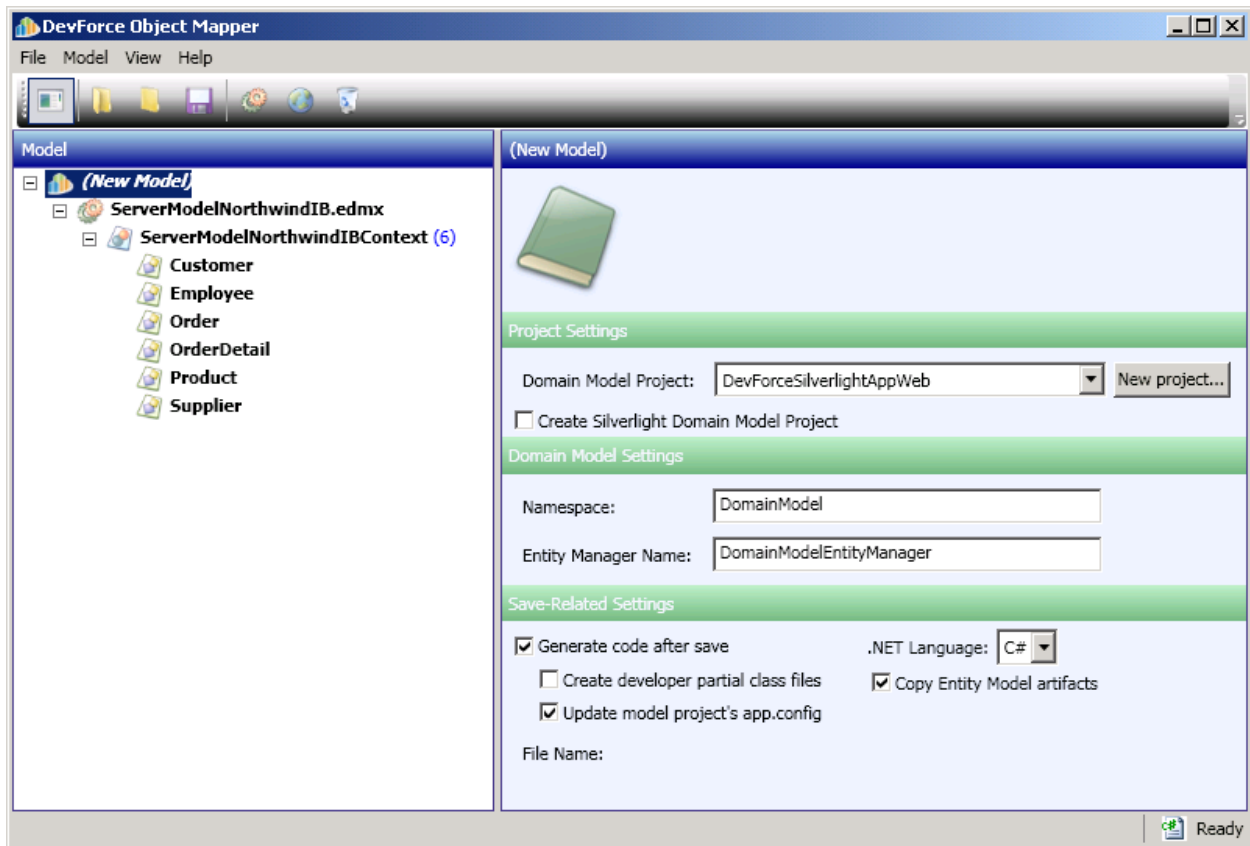 DevForce Object Mapper
File Model View Help
Model
(New Model)
ServerModelNorthwindIB.edmx
ServerModelNorthwindIBContext (6)
Customer
Employee
Order
OrderDetail
Product
Supplier
(New Model)
Project Settings
Domain Model Project: DevForceSilverlightAppWeb New project...
Create Silverlight Domain Model Project
Domain Model Settings
Namespace: DomainModel
Entity Manager Name: DomainModelEntityManager
Save-Related Settings
Generate code after save .NET Language: C#
Create developer partial class files Copy Entity Model artifacts
Update model project's app.config
File Name:
C# Ready